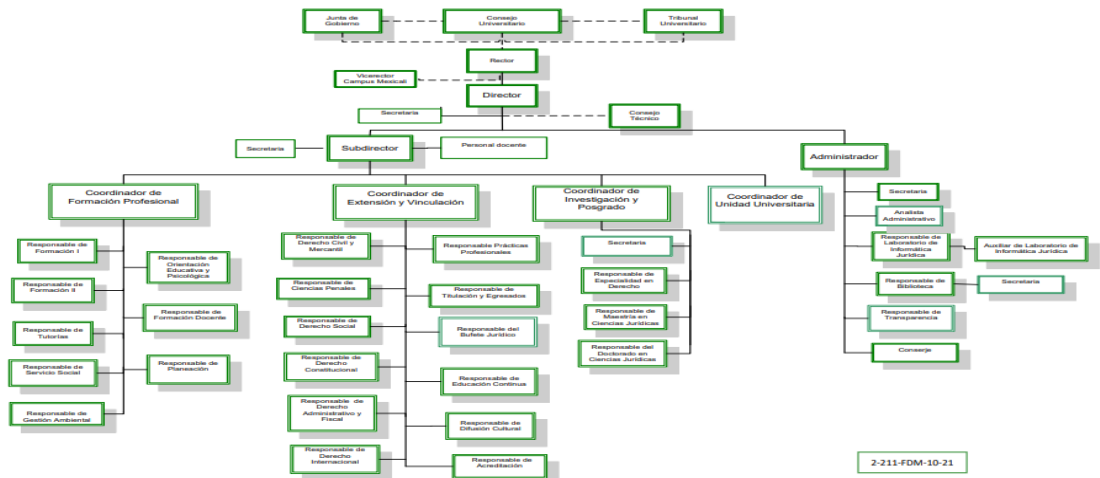 Junta de
Gobierno
Consejo
Universitario
Tribunal
Universitario
Rector
Vicerector
Campus Mexicali
Director
Secretaria
Consejo
Técnico
Secretaria
Subdirector
Personal docente
Administrador
Coordinador de
Formación Profesional
Coordinador de
Extensión y Vinculación
Coordinador de
Investigación y
Posgrado
Coordinador de
Unidad Universitaria
Responsable de
Formación I
Responsable de
Orientación
Educativa y
Psicológica
Responsable de
Formación II
Responsable de
Formación Docente
Responsable de
Tutorías
Responsable de
Planeación
Responsable de
Servicio Social
Responsable de
Gestión Ambiental
Responsable de
Derecho Civil y
Mercantil
Responsable Prácticas
Profesionales
Responsable de
Ciencias Penales
Responsable de
Titulación y Egresados
Responsable de
Derecho Social
Responsable del
Bufete Jurídico
Responsable de
Derecho
Constitucional
Responsable de
Educación Continua
Responsable de
Derecho
Administrativo y
Fiscal
Responsable de
Difusión Cultural
Responsable de
Derecho
Internacional
Responsable de
Acreditación
Secretaria
Responsable de
Especialidad en
Derecho
Responsable de
Maestría en
Ciencias Jurídicas
Responsable del
Doctorado en
Ciencias Jurídicas
Secretaria
Analista
Administrativo
Responsable de
Laboratorio de
Informática
Jurídica
Auxiliar de Laboratorio de
Informática Jurídica
Responsable de
Biblioteca
Secretaria
Responsable de
Transparencia
Conserje
2-211-FDM-10-21